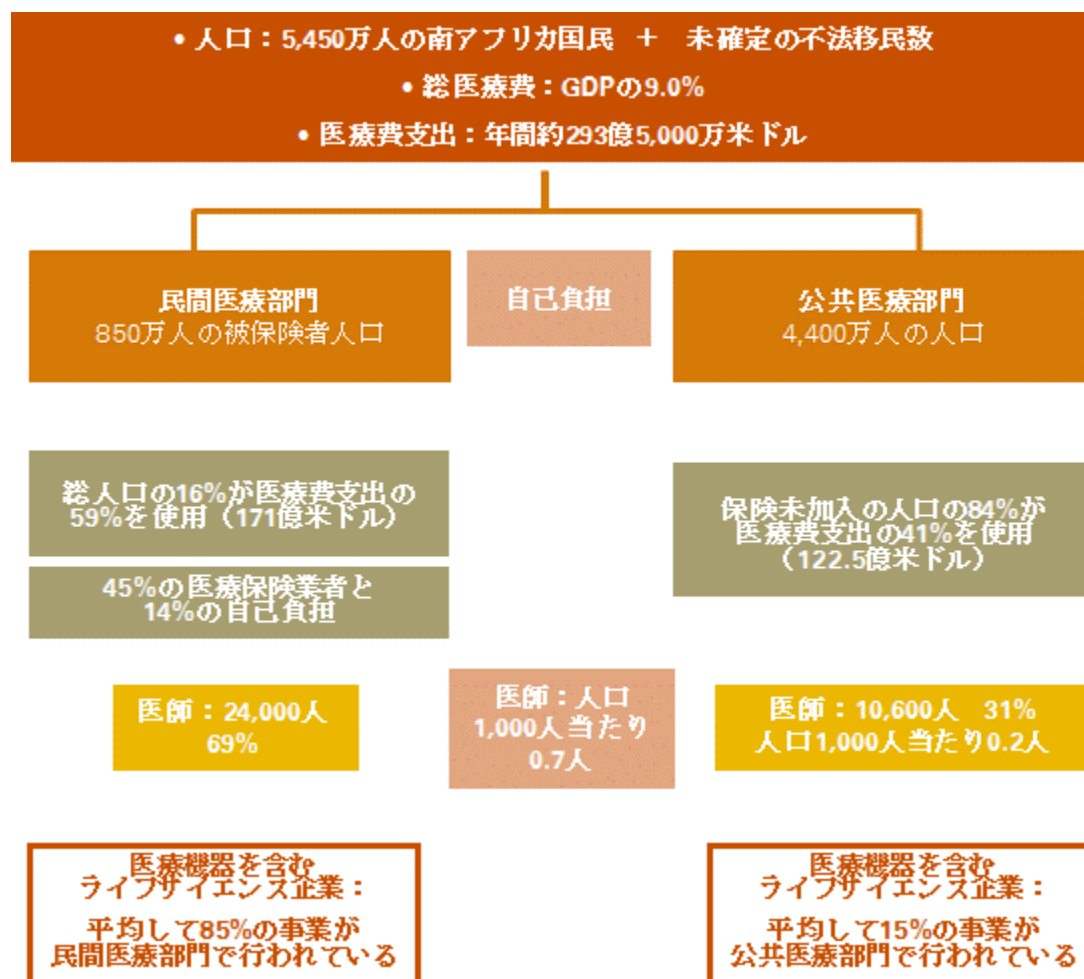 • 人口：5,450万人の南アフリカ国民 ＋ 未確定の不法移民数
• 総医療費：GDPの9.0%
• 医療費支出：年間約293億5,000万米ドル
民間医療部門
850万人の被保険者人口
自己負担
公共医療部門
4,400万人の人口
総人口の16%が医療費支出の
59%を使用（171億米ドル）
45%の医療保険業者と
14%の自己負担
保険未加入の人口の84%が
医療費支出の41%を使用
（122.5億米ドル）
医師：24,000人
69%
医師：人口
1,000人当たり
0.7人
医師：10,600人 31%
人口1,000人当たり0.2人
医療機器を含む
ライフサイエンス企業：
平均して85%の事業が
民間医療部門で行われている
医療機器を含む
ライフサイエンス企業：
平均して15%の事業が
公共医療部門で行われている